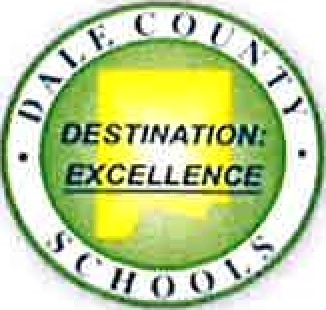 DALE COUNTY
DESTINATION:
EXCELLENCE
SCHOOLS